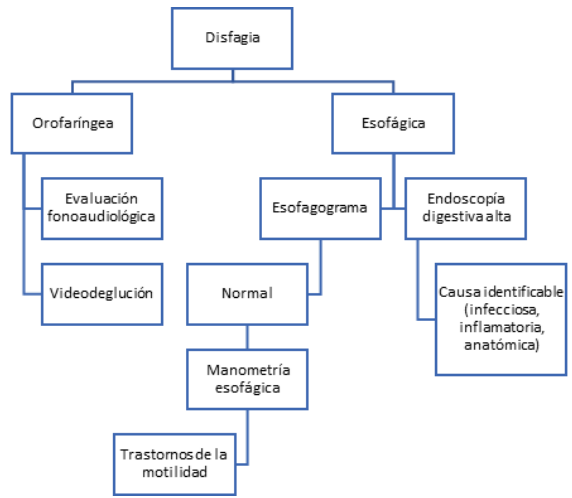 Disfagia
Orofaríngea
Esofágica
Evaluación
fonoaudiológica
Esofagograma
Endoscopía
digestiva alta
Videodeglución
Normal
Causa identificable
(infecciosa,
inflamatoria,
anatómica)
Manometría
esofágica
Trastornos de la
motilidad